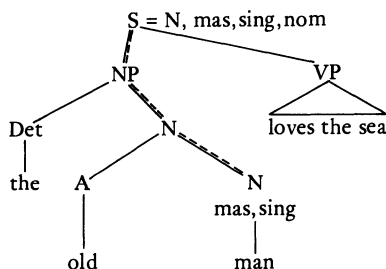 S = N, mas, sing, nom
NP VP
Det N loves the sea
the A N
mas, sing
old man